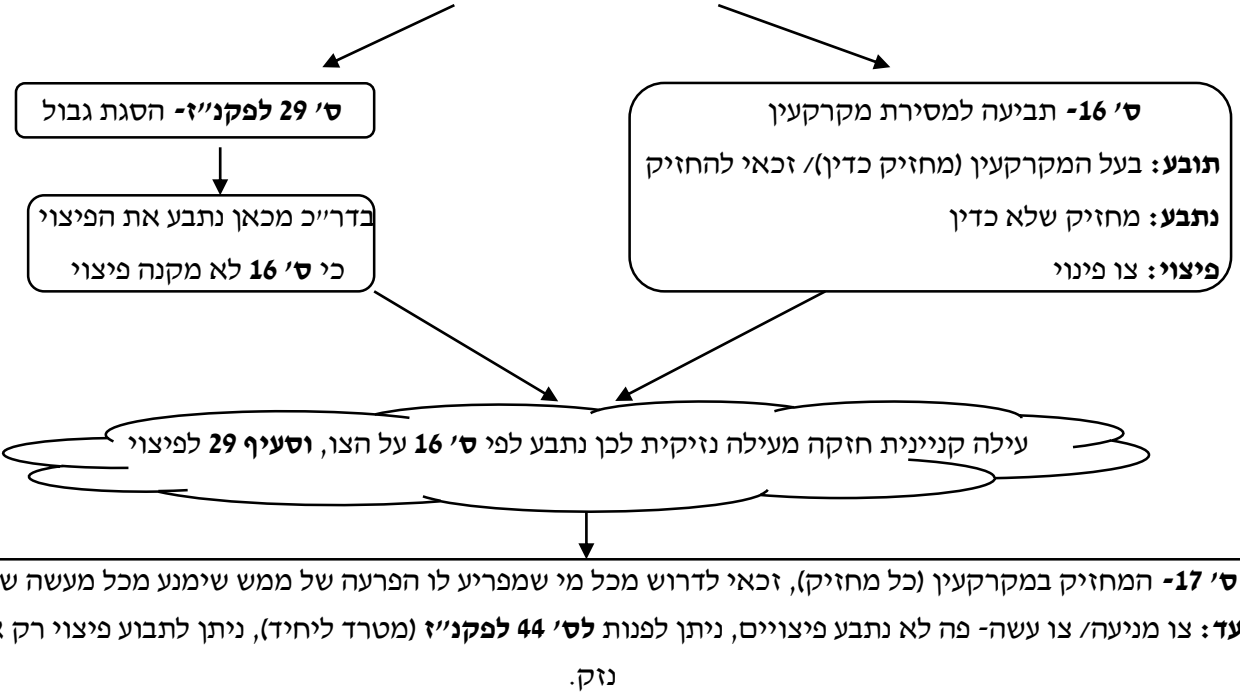 ס' 16- תביעה למסירת מקרקעין
תובע: בעל המקרקעין (מחזיק כדין)/ זכאי להחזיק
נתבע: מחזיק שלא כדין
פיצוי: צו פינוי
ס' 29 לפקנ"ז- הסגת גבול
בדר"כ מכאן נתבע את הפיצוי
כי ס' 16 לא מקנה פיצוי
עילה קניינית חזקה מעילה נזיקית לכן נתבע לפי ס' 16 על הצו, וסעיף 29 לפיצוי
ס' 17- המחזיק במקרקעין (כל מחזיק), זכאי לדרוש מכל מי שמפריע לו הפרעה של ממש שימנע מכל מעשה
צו מניעה/ צו עשה- פה לא נתבע פיצויים, ניתן לפנות לס' 44 לפקנ"ז (מטרד ליחיד), ניתן לתבוע פיצוי רק
נזק.